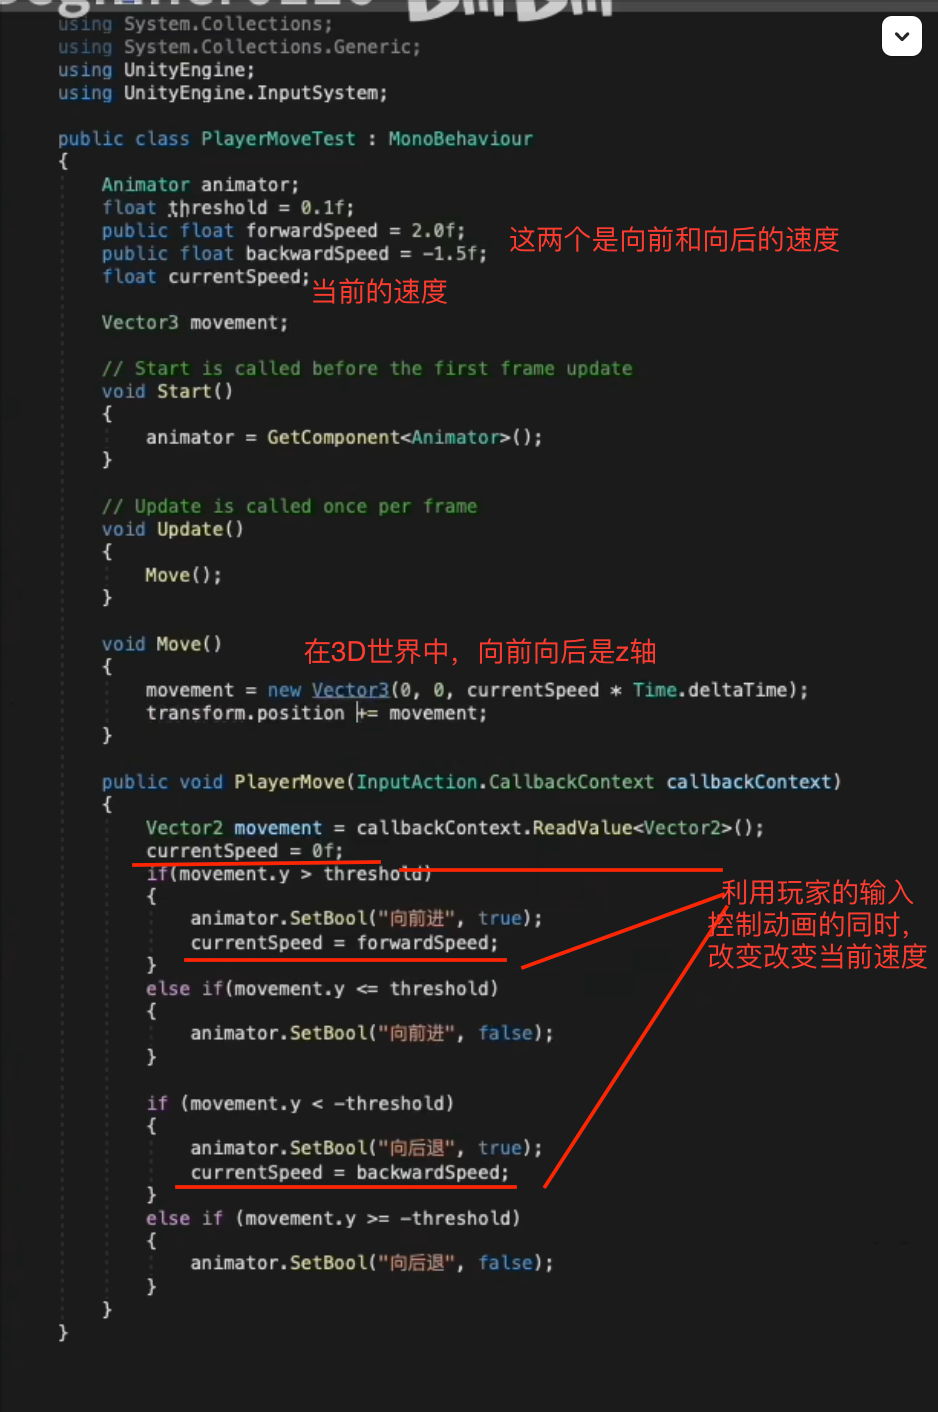 using System.Collections;
using System.Collections.Generic;
using UnityEngine;
using UnityEngine.InputSystem;
public class PlayerMoveTest : MonoBehaviour
{
Animator animator;
float threshold = 0.1f;
public float forwardSpeed = 2.0f;
public float backwardSpeed = -1.5f;
这两个是向前和向后的速度
float currentSpeed;
当前的速度
Vector3 movement;
// Start is called before the first frame update
void Start()
{
animator = GetComponent<Animator>();
}
// Update is called once per frame
void Update()
{
Move();
}
void Move()
在3D世界中，向前向后是z轴
{
movement = new Vector3(0, 0, currentSpeed * Time.deltaTime);
transform.position += movement;
}
public void PlayerMove(InputAction.CallbackContext callbackContext)
{
Vector2 movement = callbackContext.ReadValue<Vector2>();
currentSpeed = 0f;
if(movement.y > threshold)
{
animator.SetBool("向前进", true);
currentSpeed = forwardSpeed;
}
利用玩家的输入
控制动画的同时，
改变改变当前速度
else if(movement.y <= threshold)
{
animator.SetBool("向前进", false);
}
if (movement.y < -threshold)
{
animator.SetBool("向后退", true);
currentSpeed = backwardSpeed;
}
else if (movement.y >= -threshold)
{
animator.SetBool("向后退", false);
}
}
}